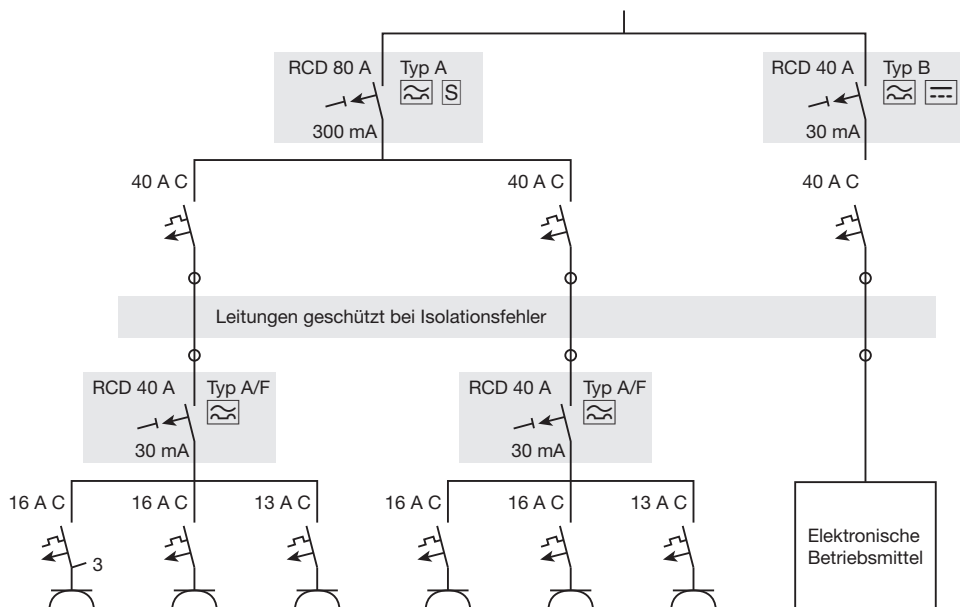 RCD 80 A Typ A
S
300 mA
RCD 40 A Typ B
30 mA
40 A C
40 A C
40 A C
Leitungen geschützt bei Isolationsfehler
RCD 40 A Typ A/F
30 mA
RCD 40 A Typ A/F
30 mA
16 A C
16 A C
13 A C
16 A C
16 A C
13 A C
3
Elektronische
Betriebsmittel